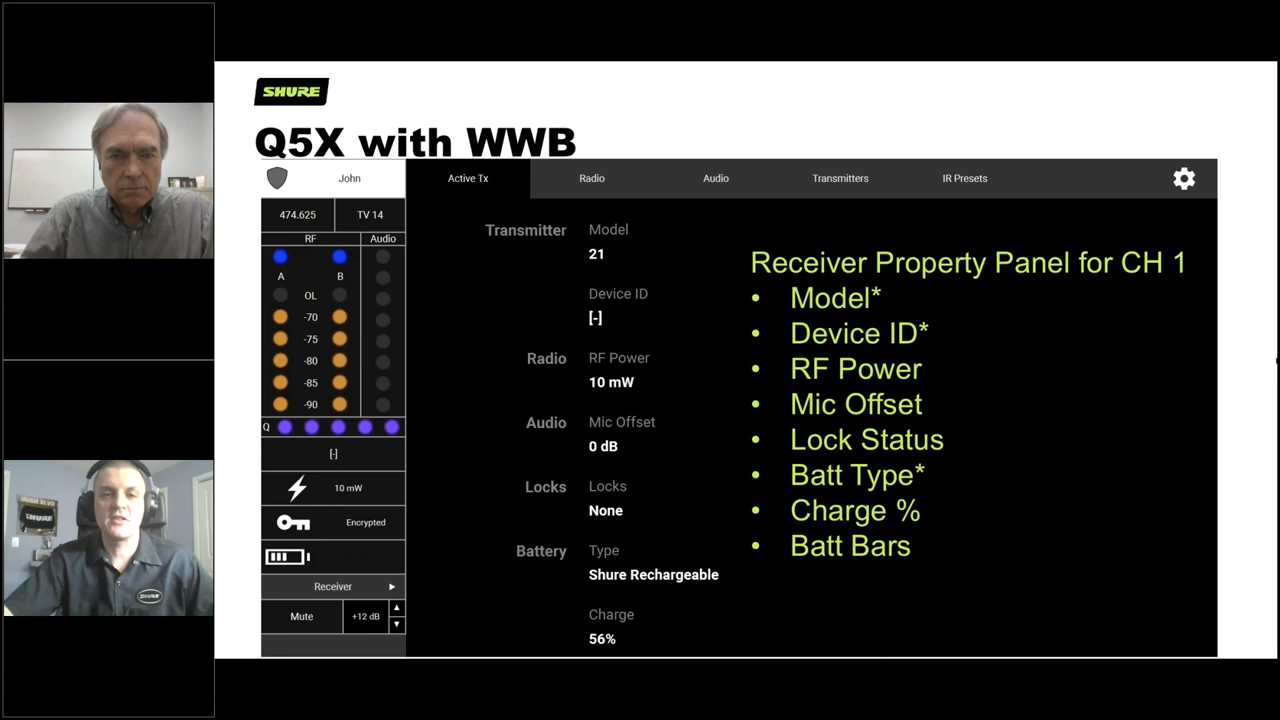 SHURE
Q5X with WWB
John
Active Tx
Radio
Audio
Transmitters
IR Presets
474.625
TV 14
RF
Audio
A
B
OL
-70
-75
-80
-85
-90
Q
[-]
10 mW
Encrypted
Receiver
Mute
+12 dB
Transmitter
Model
21
Device ID
[-]
Radio
RF Power
10 mW
Audio
Mic Offset
0 dB
Locks
Locks
None
Battery
Type
Shure Rechargeable
Charge
56%
Receiver Property Panel for CH 1
• Model*
• Device ID*
• RF Power
• Mic Offset
• Lock Status
• Batt Type*
• Charge %
• Batt Bars
SHURE
SHURE